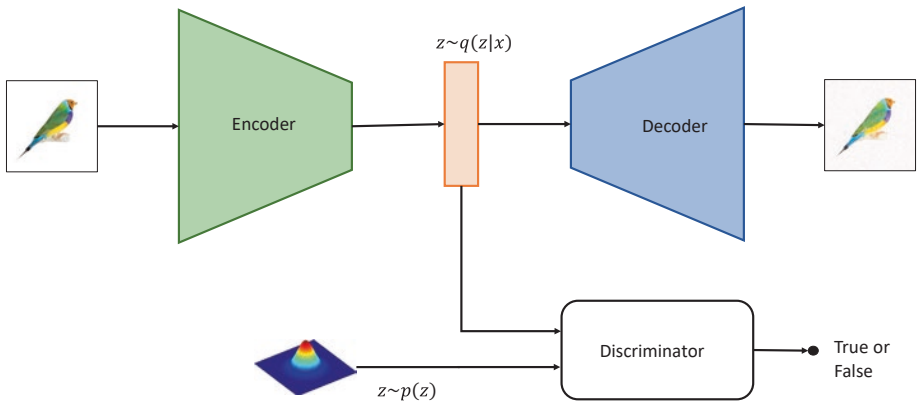 z~q(z|x)
Encoder
Decoder
Discriminator
True or
False
z~p(z)